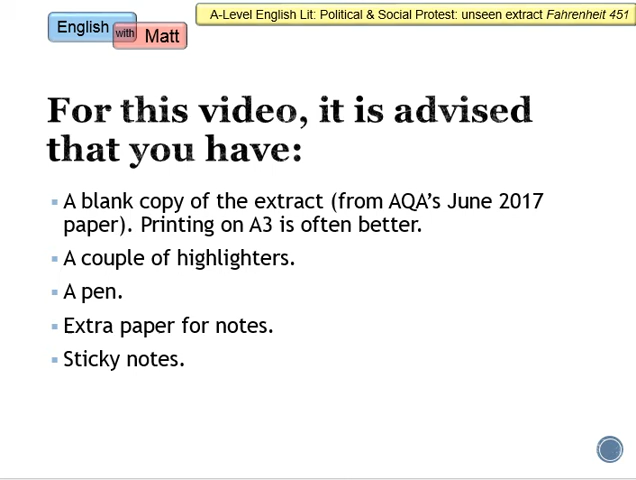 English with Matt
A-Level English Lit: Political & Social Protest: unseen extract Fahrenheit 451
For this video, it is advised
that you have:
▪ A blank copy of the extract (from AQA's June 2017
paper). Printing on A3 is often better.
▪ A couple of highlighters.
▪ A pen.
▪ Extra paper for notes.
▪ Sticky notes.